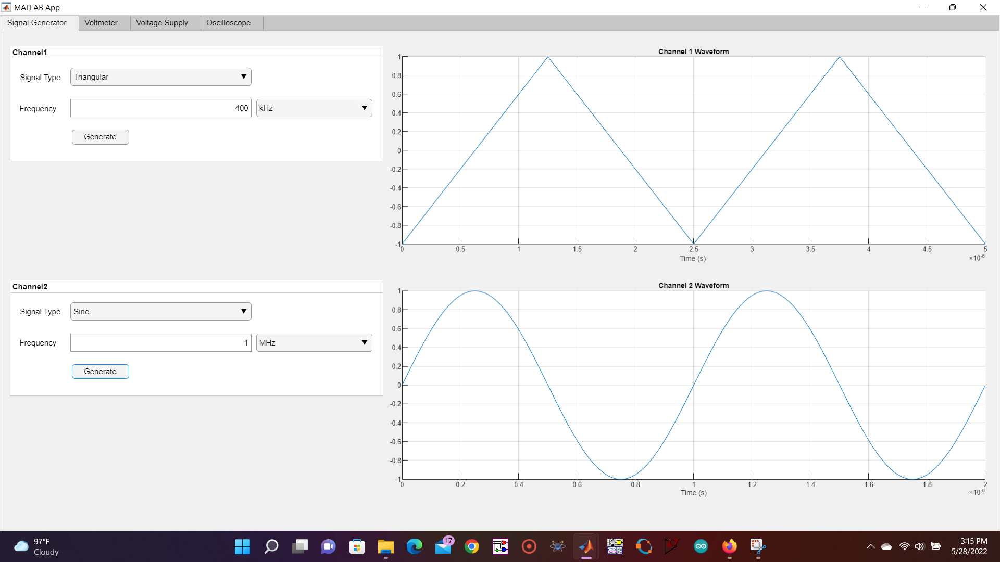 MATLAB App
Signal Generator
Voltmeter
Voltage Supply
Oscilloscope
Channel1
Signal Type
Triangular
Frequency
400
kHz
Generate
Channel 1 Waveform
1
0.8
0.6
0.4
0.2
0
-0.2
-0.4
-0.6
-0.8
-1
0
0.5
1
1.5
2
2.5
3
3.5
4
4.5
5
Time (s)
×10⁻⁶
Channel2
Signal Type
Sine
Frequency
1
MHz
Generate
Channel 2 Waveform
1
0.8
0.6
0.4
0.2
0
-0.2
-0.4
-0.6
-0.8
-1
0
0.2
0.4
0.6
0.8
1
1.2
1.4
1.6
1.8
2
Time (s)
×10⁻⁶
97°F
Cloudy
17
3:15 PM
5/28/2022